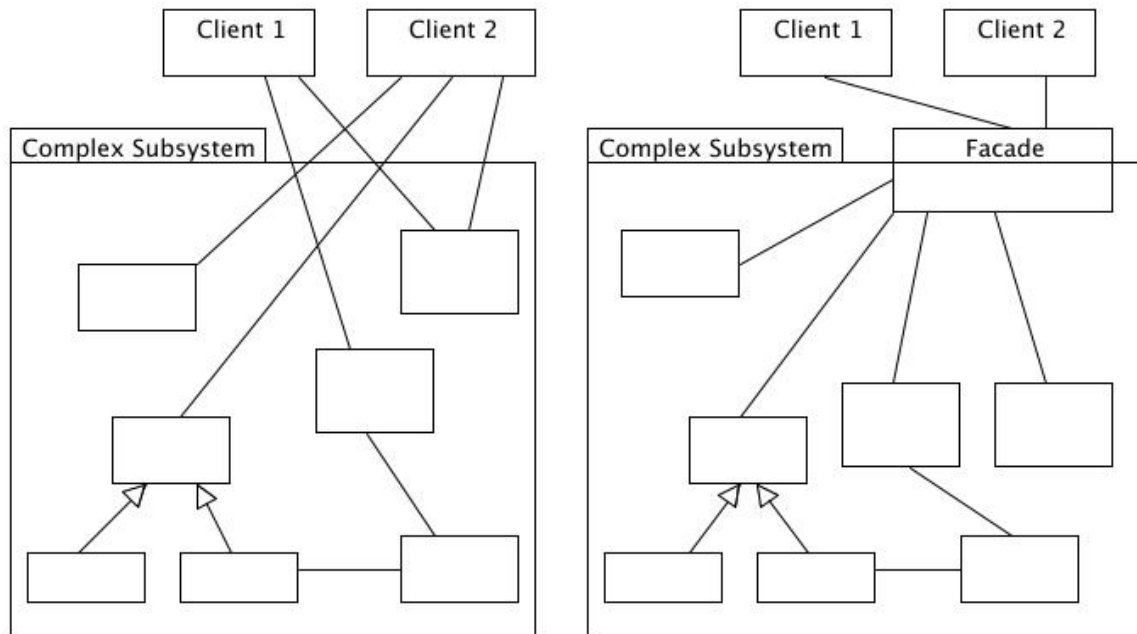 Client 1
Client 2
Complex Subsystem
Client 1
Client 2
Complex Subsystem
Facade